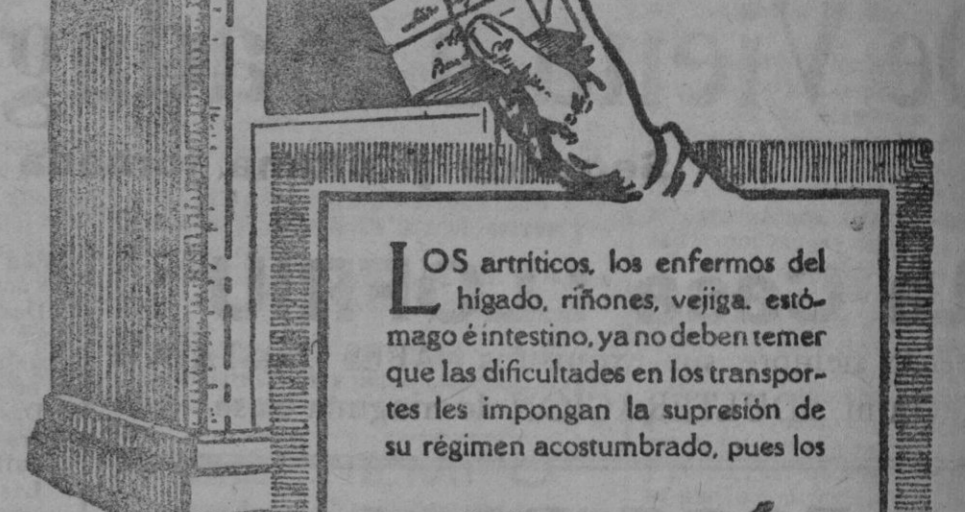 LOS artríticos, los enfermos del
hígado, riñones, vejiga. estó-
mago é intestino, ya no deben temer
que las dificultades en los transpor-
tes les impongan la supresión de
su régimen acostumbrado, pues los